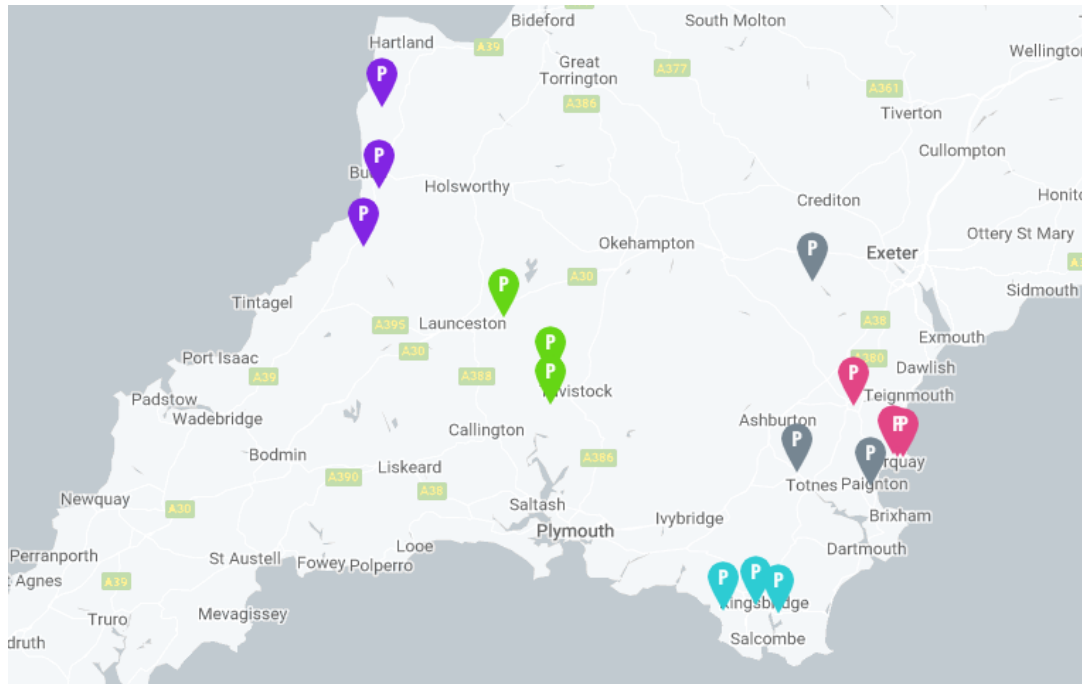 Bideford
South Molton
Hartland
A39
Great
Torrington
A377
Wellington
P
A361
A386
Tiverton
Cullompton
P
Holsworthy
Crediton
Honito
P
Okehampton
P
Exeter
Ottery St Mary
P
A30
Tintagel
Sidmouth
A395
Launceston
A38
P
Exmouth
Port Isaac
A30
A380
Dawlish
A39
A388
P
P
Padstow
Teignmouth
Wadebridge
Ashburton
Callington
P
P
P
Bodmin
A386
P
Liskeard
A390
Totnes
Paignton
A38
Newquay
A30
Saltash
Ivybridge
Brixham
Plymouth
Looe
Dartmouth
Perranporth
St Austell
Fowey
Polperro
A39
P
P
P
Truro
Mevagissey
Salcombe